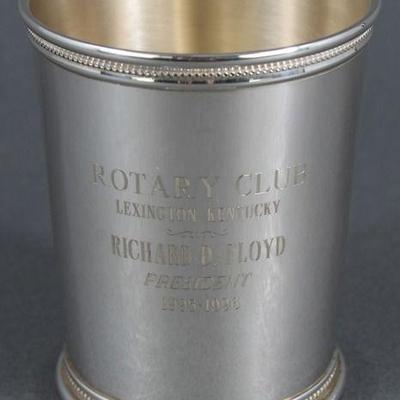 ROTARY CLUB
LEXINGTON KENTUCKY
RICHARD D. FLOYD
PRESIDENT
1995-1996